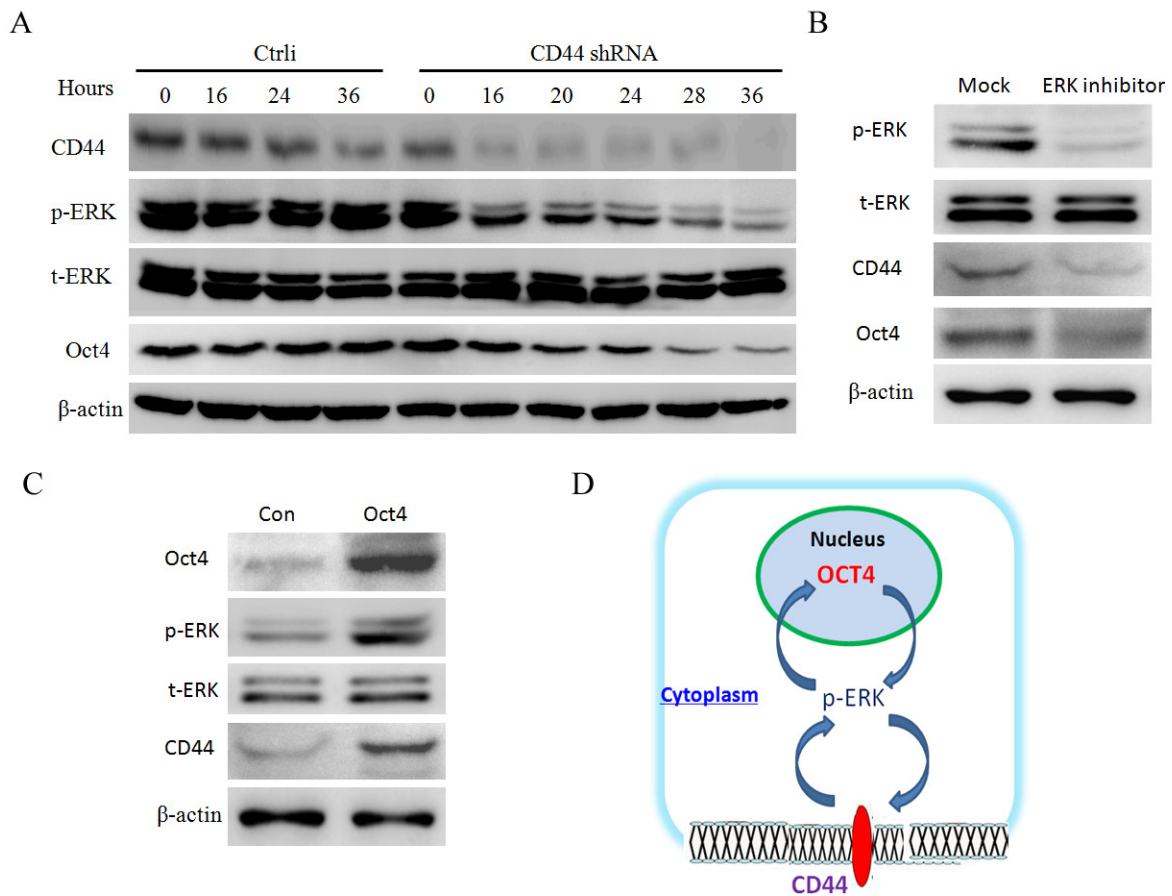 A
Ctrli CD44 shRNA
Hours 0 16 24 36 0 16 20 24 28 36
CD44
p-ERK
t-ERK
Oct4
β-actin
B
Mock ERK inhibitor
p-ERK
t-ERK
CD44
Oct4
β-actin
C
Con Oct4
Oct4
p-ERK
t-ERK
CD44
β-actin
D
Nucleus
OCT4
Cytoplasm p-ERK
CD44